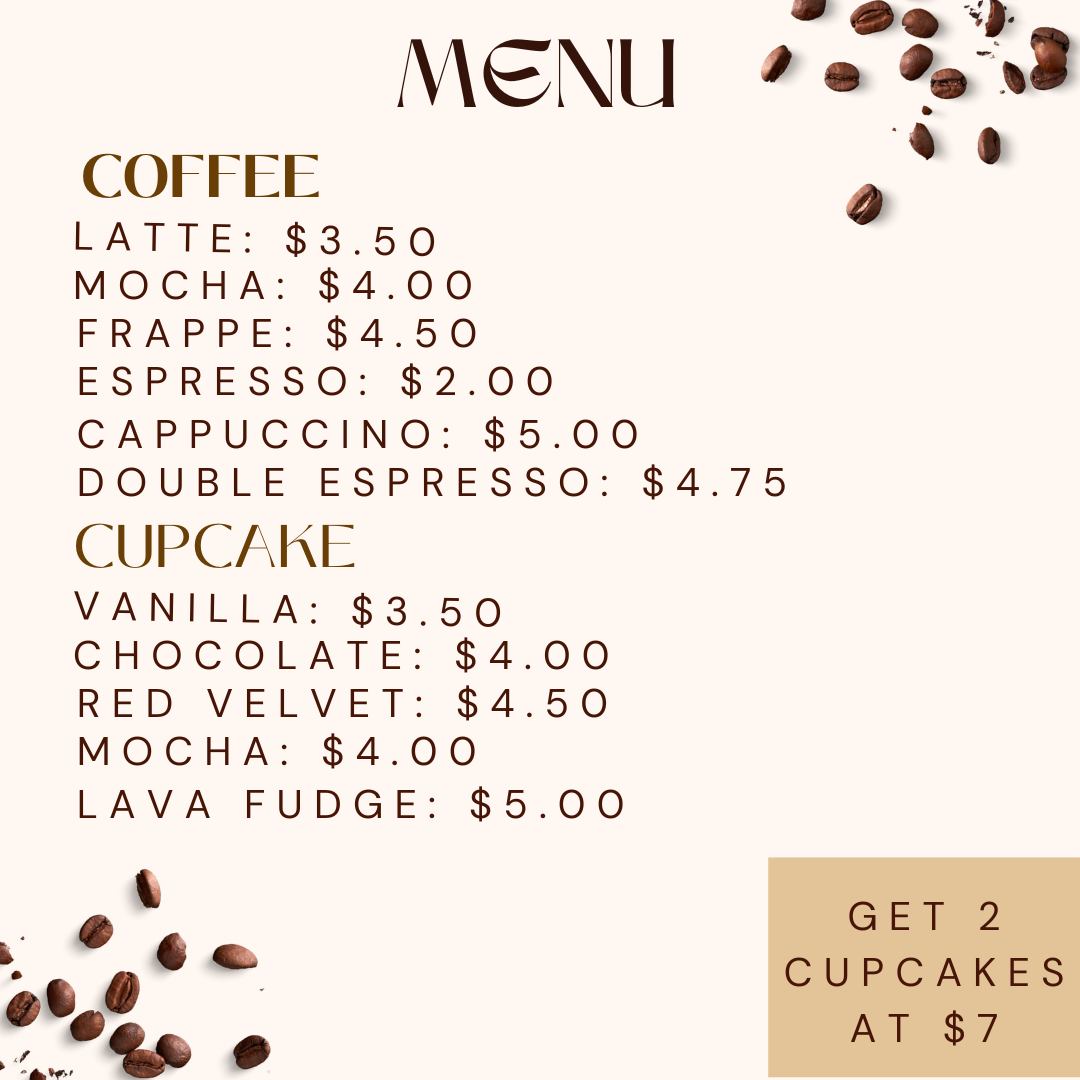 MENU
COFFEE
LATTE: $3.50
MOCHA: $4.00
FRAPPE: $4.50
ESPRESSO: $2.00
CAPPUCCINO: $5.00
DOUBLE ESPRESSO: $4.75
CUPCAKE
VANILLA: $3.50
CHOCOLATE: $4.00
RED VELVET: $4.50
MOCHA: $4.00
LAVA FUDGE: $5.00
GET 2
CUPCAKES
AT $7